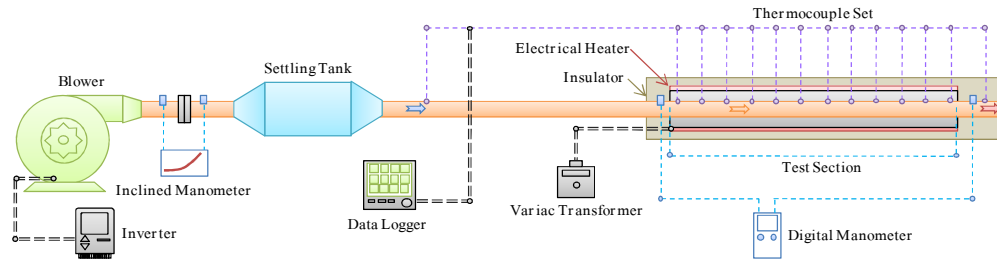 Thermocouple Set
Electrical Heater
Settling Tank
Blower
Insulator
Test Section
Inclined Manometer
Variac Transformer
Data Logger
Inverter
Digital Manometer